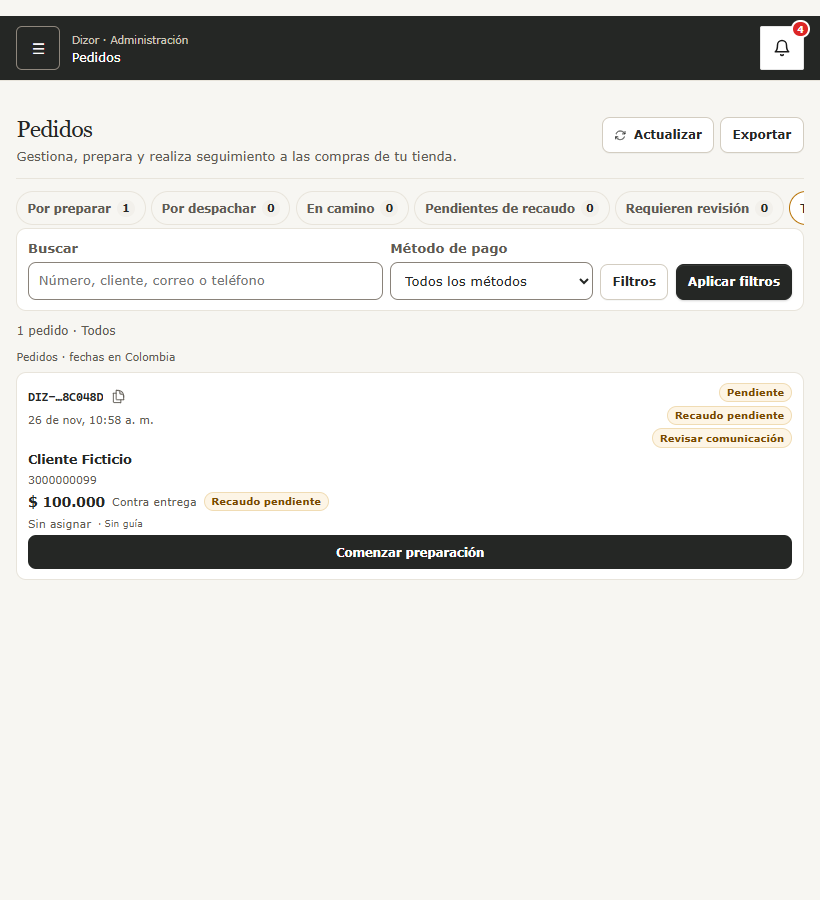 ☰
Dizor · Administración
Pedidos
4
Pedidos
Gestiona, prepara y realiza seguimiento a las compras de tu tienda.
Actualizar
Exportar
Por preparar 1
Por despachar 0
En camino 0
Pendientes de recaudo 0
Requieren revisión 0
Buscar
Método de pago
Número, cliente, correo o teléfono
Todos los métodos
Filtros
Aplicar filtros
1 pedido · Todos
Pedidos · fechas en Colombia
DIZ-…8C048D
Pendiente
26 de nov, 10:58 a. m.
Recaudo pendiente
Revisar comunicación
Cliente Ficticio
3000000099
$ 100.000 Contra entrega Recaudo pendiente
Sin asignar · Sin guía
Comenzar preparación